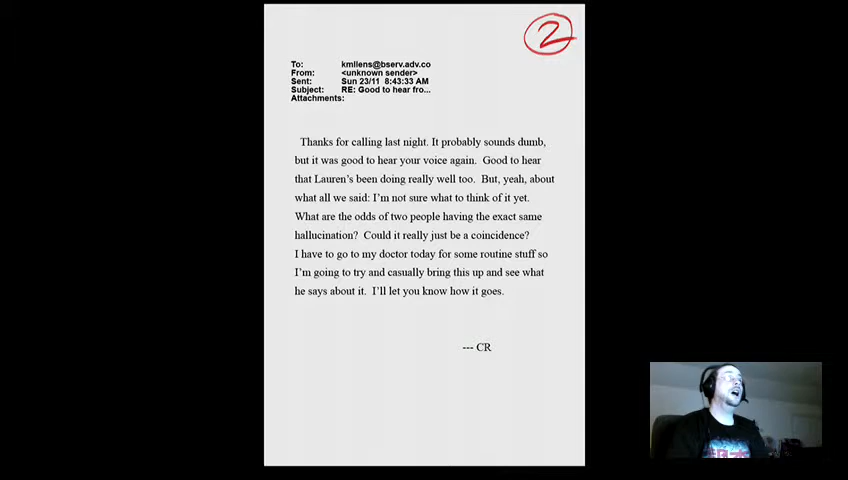 2
To: kmllens@bserv.adv.co
From: <unknown sender>
Sent: Sun 23/11 8:43:33 AM
Subject: RE: Good to hear fro...
Attachments:
Thanks for calling last night. It probably sounds dumb,
but it was good to hear your voice again. Good to hear
that Lauren's been doing really well too. But, yeah, about
what all we said: I'm not sure what to think of it yet.
What are the odds of two people having the exact same
hallucination? Could it really just be a coincidence?
I have to go to my doctor today for some routine stuff so
I'm going to try and casually bring this up and see what
he says about it. I'll let you know how it goes.
--- CR